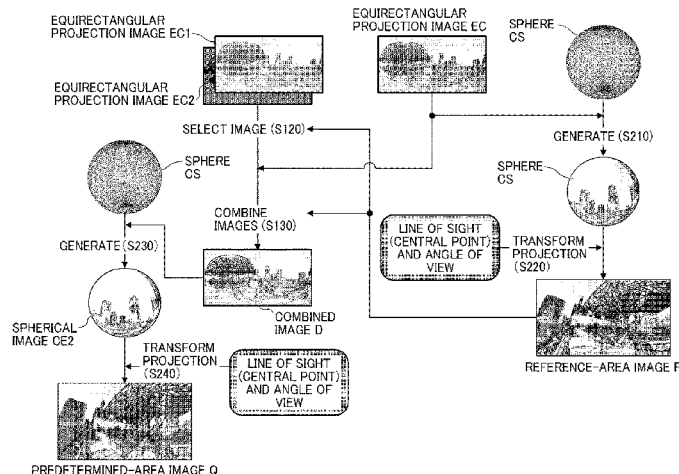 EQUIRECTANGULAR
PROJECTION IMAGE EC1
EQUIRECTANGULAR
PROJECTION IMAGE EC
SPHERE
CS
EQUIRECTANGULAR
PROJECTION IMAGE EC2
SELECT IMAGE (S120)
GENERATE (S210)
SPHERE
CS
SPHERE
CS
COMBINE
IMAGES (S130)
LINE OF SIGHT
(CENTRAL POINT)
AND ANGLE OF
VIEW
TRANSFORM
PROJECTION
(S220)
GENERATE (S230)
COMBINED
IMAGE D
SPHERICAL
IMAGE CE2
TRANSFORM
PROJECTION
(S240)
LINE OF SIGHT
(CENTRAL POINT)
AND ANGLE OF
VIEW
REFERENCE-AREA IMAGE
PREDETERMINED-AREA IMAGE Q